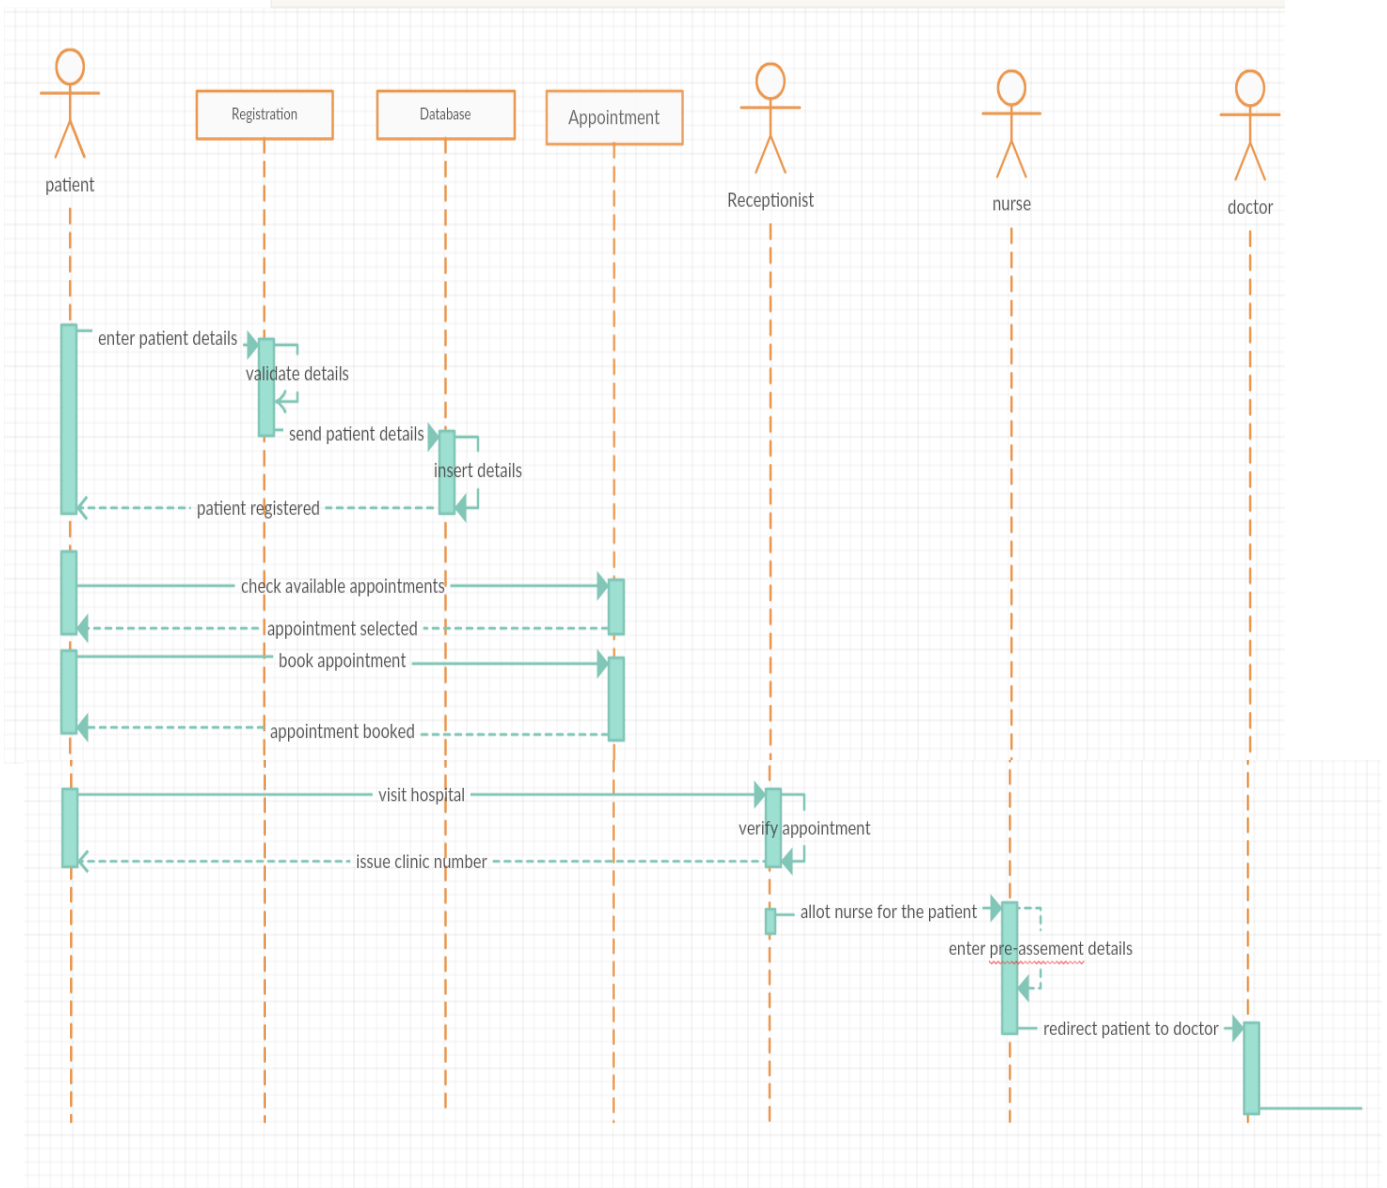 patient
Registration
Database
Appointment
Receptionist
nurse
doctor
enter patient details
validate details
send patient details
insert details
patient registered
check available appointments
appointment selected
book appointment
appointment booked
visit hospital
verify appointment
issue clinic number
allot nurse for the patient
enter pre-assement details
redirect patient to doctor